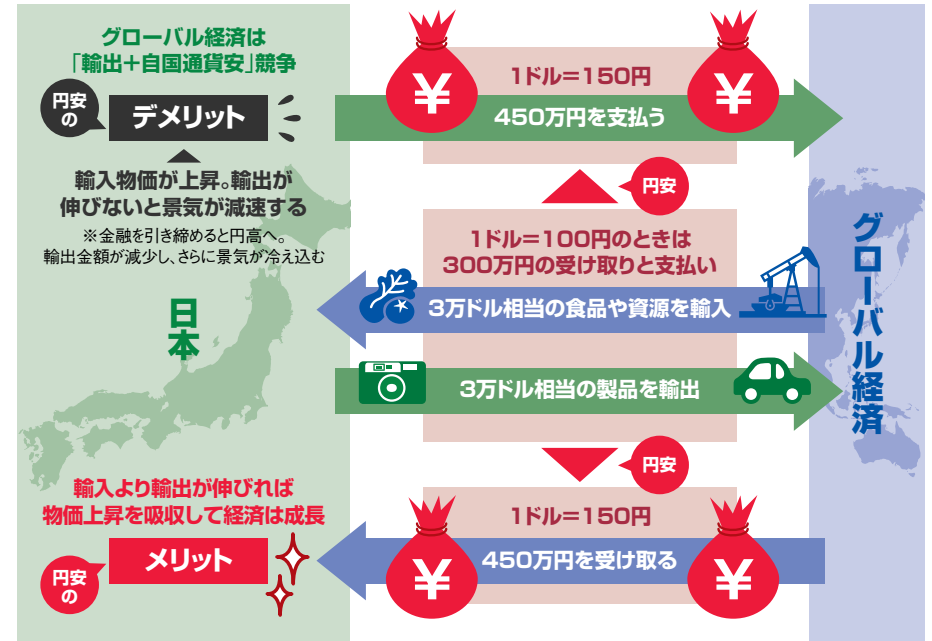 グローバル経済は
「輸出+自国通貨安」競争
円安
の
デメリット
輸入物価が上昇。輸出が
伸びないと景気が減速する
※金融を引き締めると円高へ。
輸出金額が減少し、さらに景気が冷え込む
日本
輸入より輸出が伸びれば
物価上昇を吸収して経済は成長
円安
の
メリット
¥
¥
1ドル=150円
450万円を支払う
円安
1ドル=100円のときは
300万円の受け取りと支払い
3万ドル相当の食品や資源を輸入
3万ドル相当の製品を輸出
円安
1ドル=150円
450万円を受け取る
¥
¥
グローバル経済